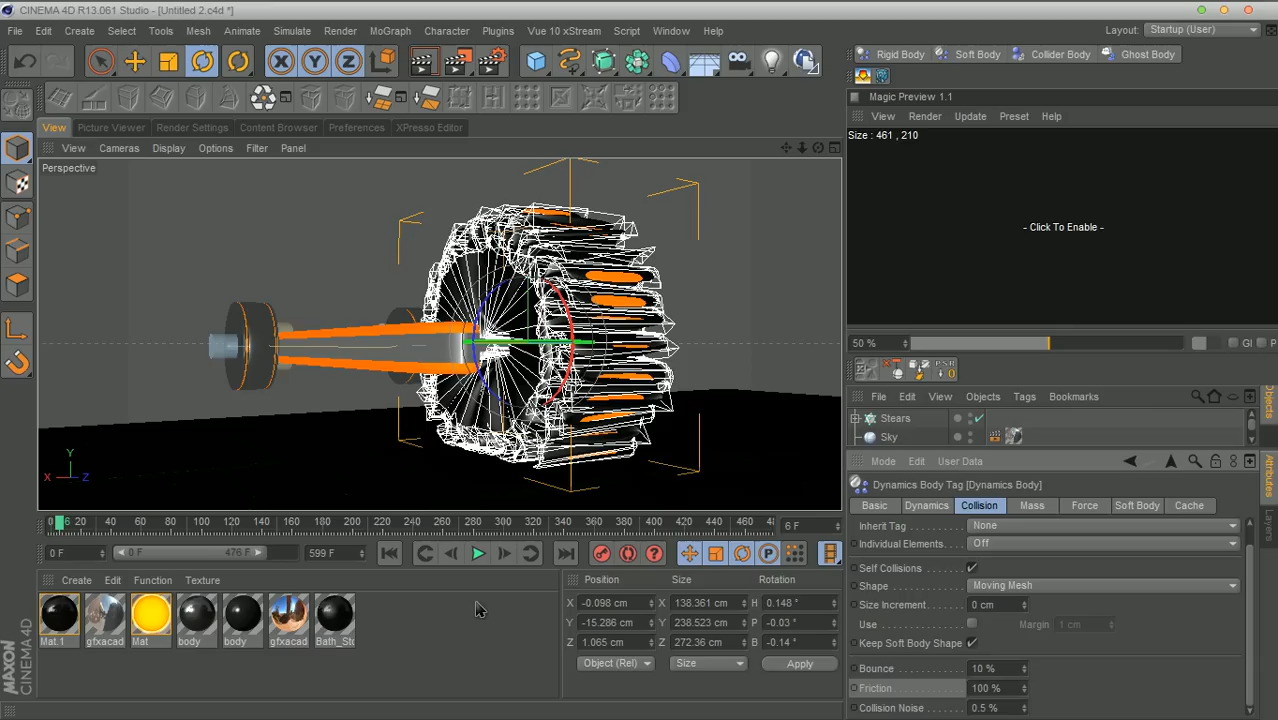 CINEMA 4D R13.061 Studio - [Untitled 2.c4d *]
File Edit Create Select Tools Mesh Animate Simulate Render MoGraph Character Plugins Vue 10 xStream Script Window Help
Layout: Startup (User)
Rigid Body Soft Body Collider Body Ghost Body
X Y Z
Magic Preview 1.1
View Render Update Preset Help
View Picture Viewer Render Settings Content Browser Preferences XPresso Editor
View Cameras Display Options Filter Panel
Size : 461 , 210
Perspective
- Click To Enable -
50 % GI
PSR
0
File Edit View Objects Tags Bookmarks
Objects
Stears
Sky
Y
X Z
Mode Edit User Data
Attributes
Dynamics Body Tag [Dynamics Body]
Basic Dynamics Collision Mass Force Soft Body Cache
Inherit Tag None
Individual Elements. Off
Self Collisions
Shape Moving Mesh
Size Increment 0 cm
Use Margin 1 cm
Keep Soft Body Shape
Bounce 10 %
Friction 100 %
Collision Noise 0.5 %
Layers
0 6 20 40 60 80 100 120 140 160 180 200 220 240 260 280 300 320 340 360 380 400 420 440 460 48
6 F
0 F 0 F 476 F 599 F
P
Create Edit Function Texture
Mat.1 gfxacad Mat body body gfxacad Bath_Sto
Position Size Rotation
X -0.098 cm X 138.361 cm H 0.148 °
Y -15.286 cm Y 238.523 cm P -0.03 °
Z 1.065 cm Z 272.36 cm B -0.14 °
Object (Rel) Size Apply
MAXON
CINEMA 4D